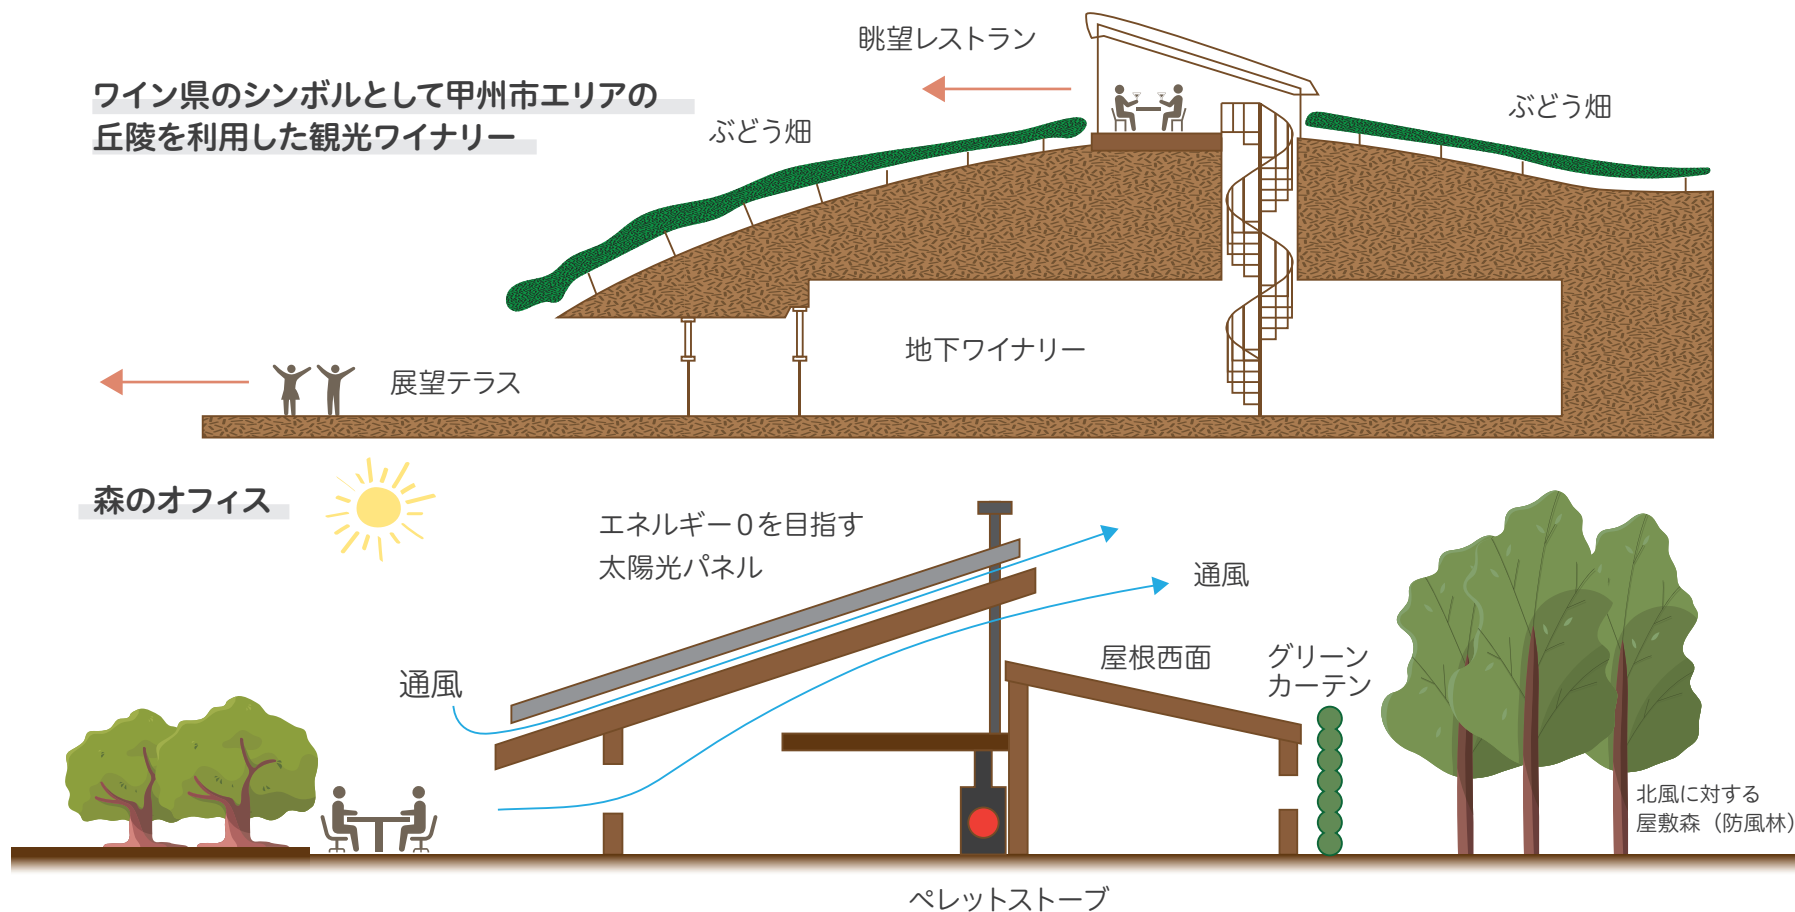 ワイン県のシンボルとして甲州市エリアの
丘陵を利用した観光ワイナリー
眺望レストラン
ぶどう畑
ぶどう畑
地下ワイナリー
展望テラス
森のオフィス
エネルギー0を目指す
太陽光パネル
通風
通風
屋根西面
グリーン
カーテン
北風に対する
屋敷森（防風林）
ペレットストーブ